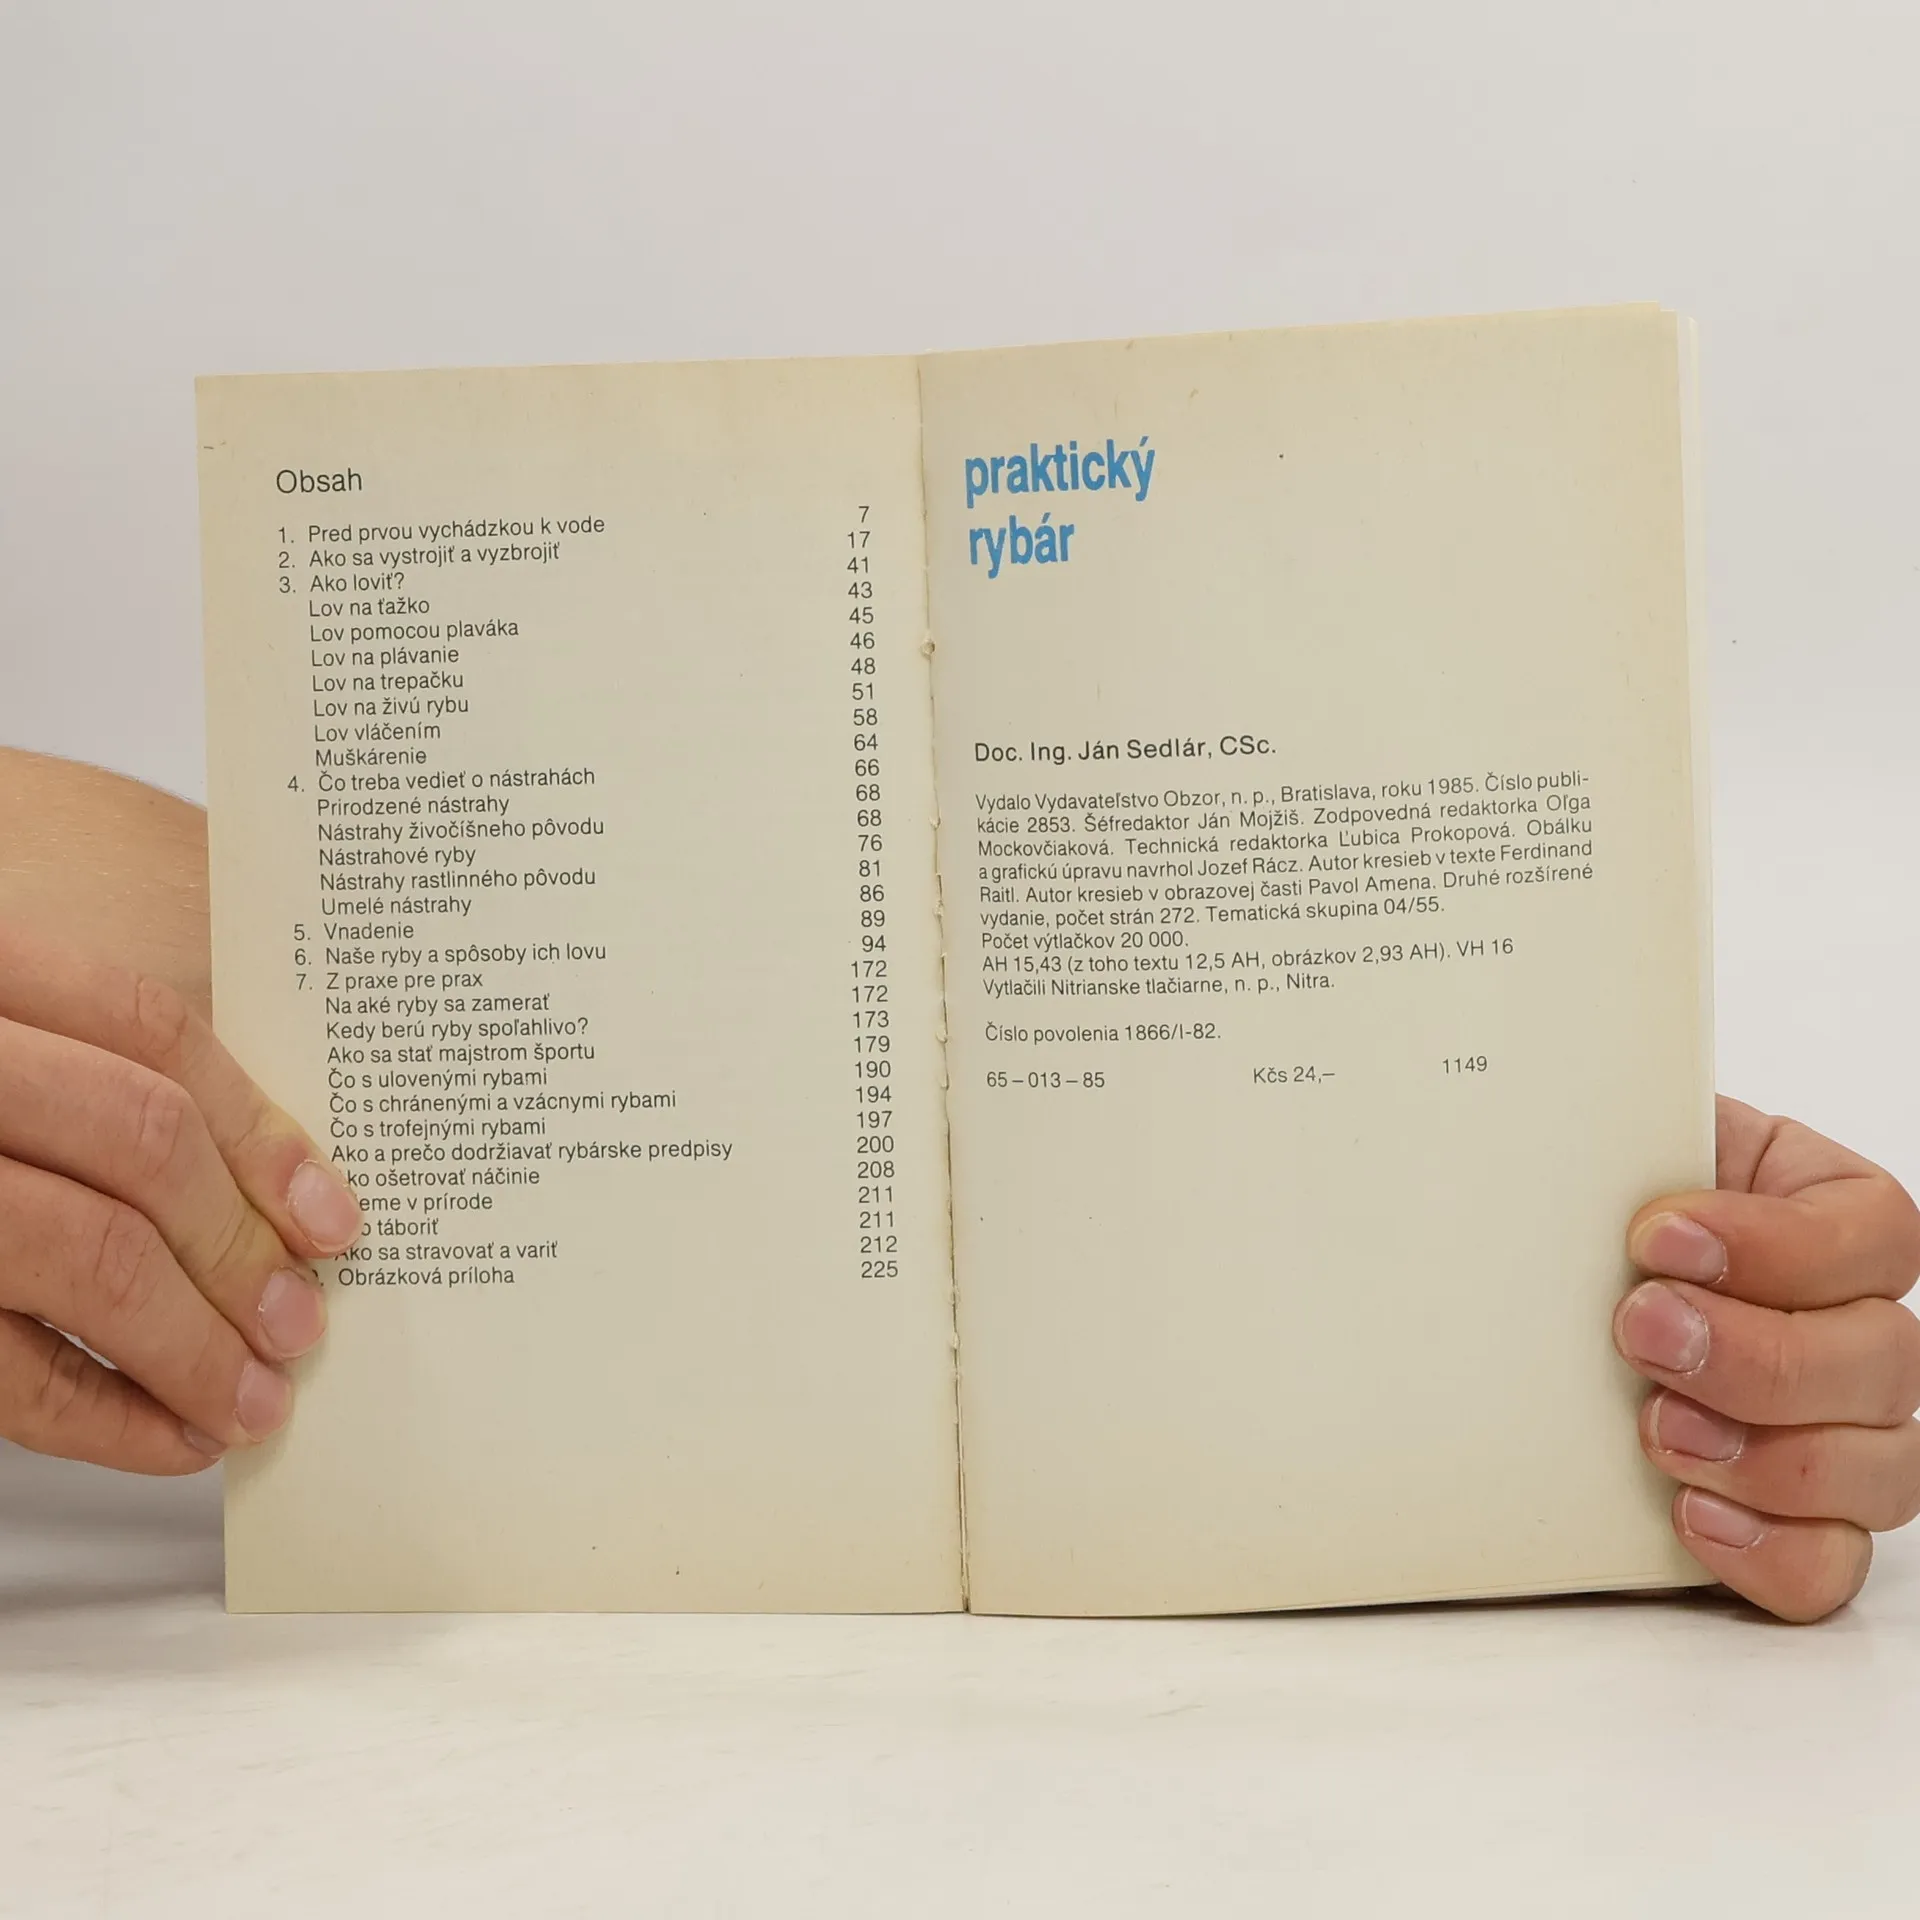 Obsah
1. Pred prvou vychádzkou k vode 7
2. Ako sa vystrojiť a vyzbrojiť 17
3. Ako loviť? 41
Lov na ťažko 43
Lov pomocou plaváka 45
Lov na plávanie 46
Lov na trepačku 48
Lov na živú rybu 51
Lov vláčením 58
Muškárenie 64
4. Čo treba vedieť o nástrahách 66
Prirodzené nástrahy 68
Nástrahy živočíšneho pôvodu 68
Nástrahové ryby 76
Nástrahy rastlinného pôvodu 81
Umelé nástrahy 86
5. Vnadenie 89
6. Naše ryby a spôsoby ich lovu 94
7. Z praxe pre prax 172
Na aké ryby sa zamerať 172
Kedy berú ryby spoľahlivo? 173
Ako sa stať majstrom športu 179
Čo s ulovenými rybami 190
Čo s chránenými a vzácnymi rybami 194
Čo s trofejnými rybami 197
Ako a prečo dodržiavať rybárske predpisy 200
ošetrovať náčinie 208
v prírode 211
táboriť 211
Ako sa stravovať a variť 212
Obrázková príloha 225
praktický
rybár
Doc. Ing. Ján Sedlár, CSc.
Vydalo Vydavateľstvo Obzor, n. p., Bratislava, roku 1985. Číslo publi-
kácie 2853. Šéfredaktor Ján Mojžiš. Zodpovedná redaktorka Oľga
Mockovčiaková. Technická redaktorka Ľubica Prokopová. Obálku
a grafickú úpravu navrhol Jozef Rácz. Autor kresieb v texte Ferdinand
Raitl. Autor kresieb v obrazovej časti Pavol Amena. Druhé rozšírené
vydanie, počet strán 272. Tematická skupina 04/55.
Počet výtlačkov 20 000.
AH 15,43 (z toho textu 12,5 AH, obrázkov 2,93 AH). VH 16
Vytlačili Nitrianske tlačiarne, n. p., Nitra.
Číslo povolenia 1866/I-82.
65 – 013 – 85 Kčs 24,– 1149